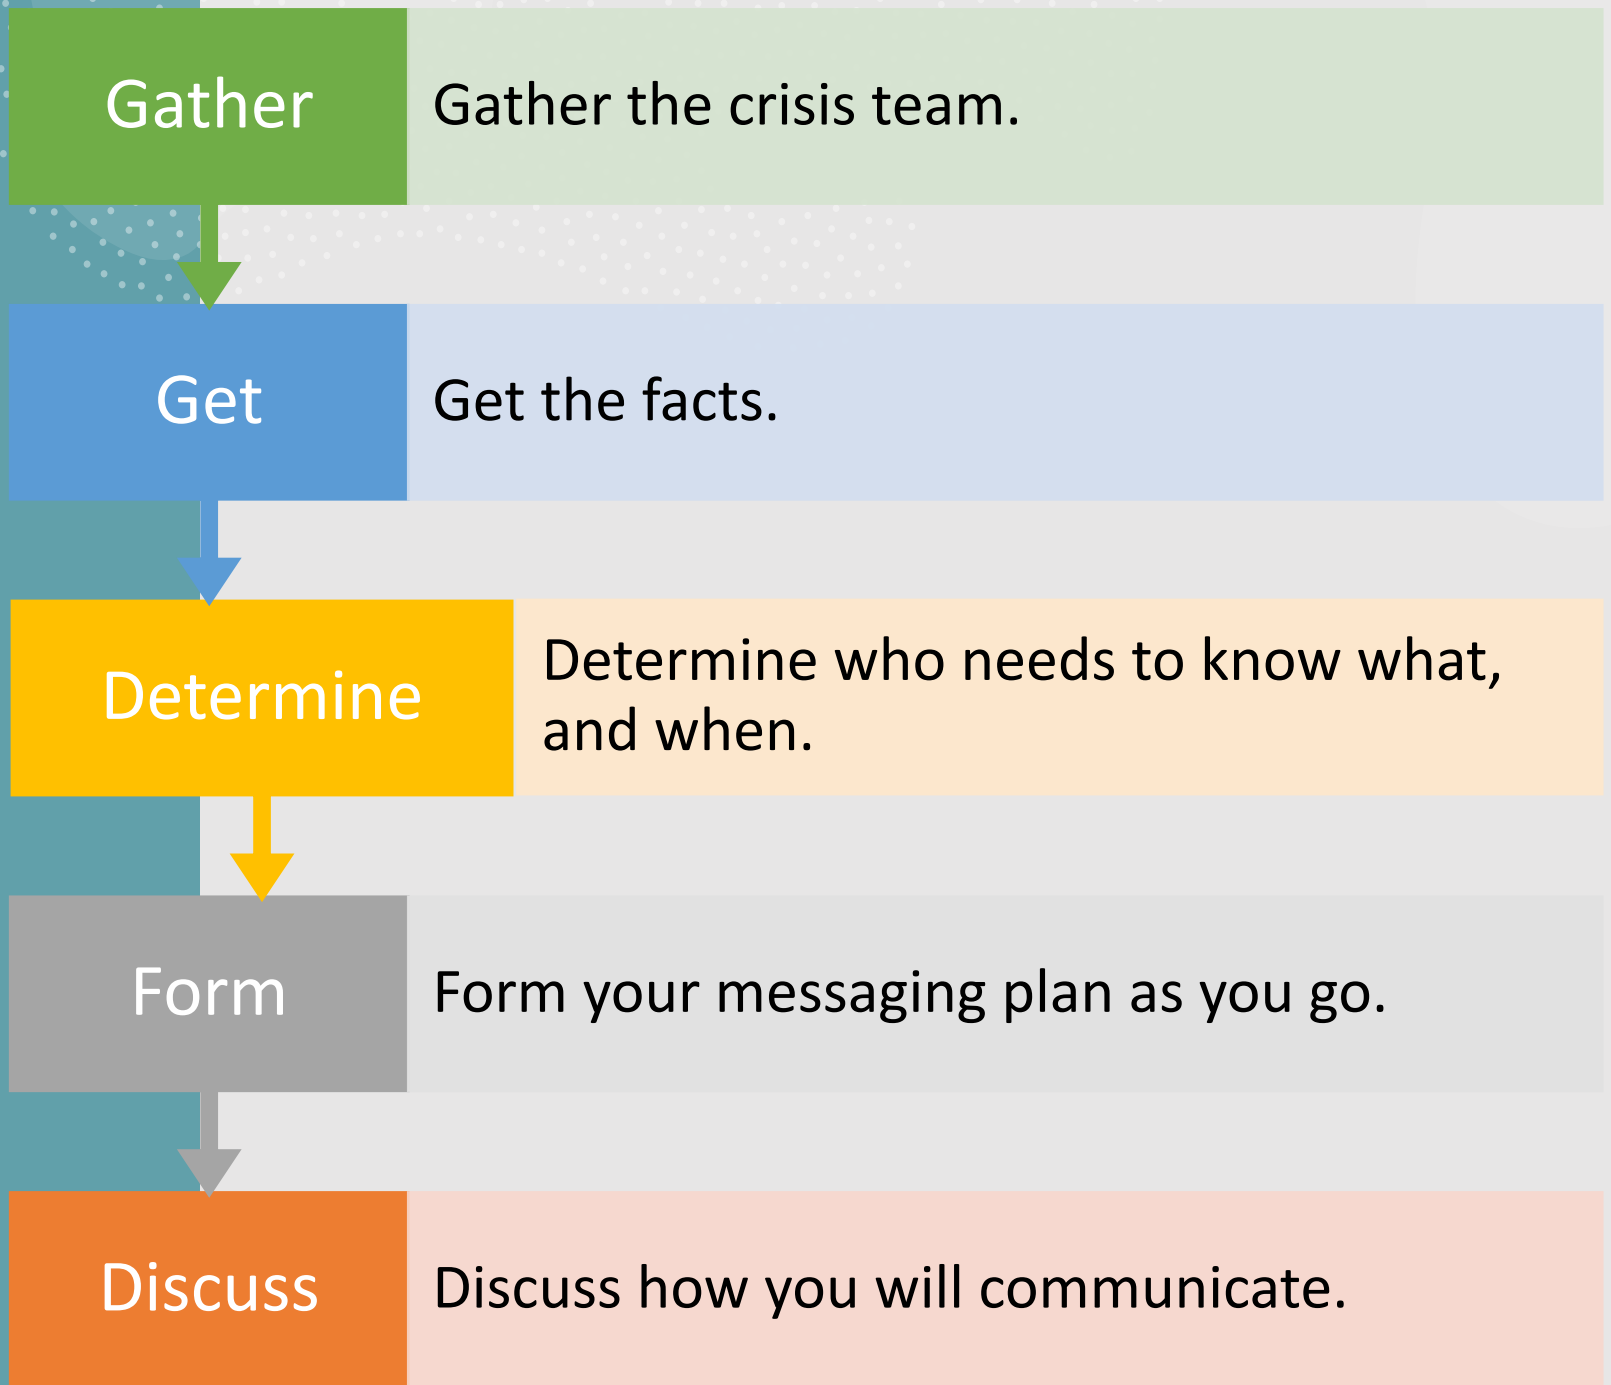 Gather
Gather the crisis team.
Get
Get the facts.
Determine
Determine who needs to know what,
and when.
Form
Form your messaging plan as you go.
Discuss
Discuss how you will communicate.